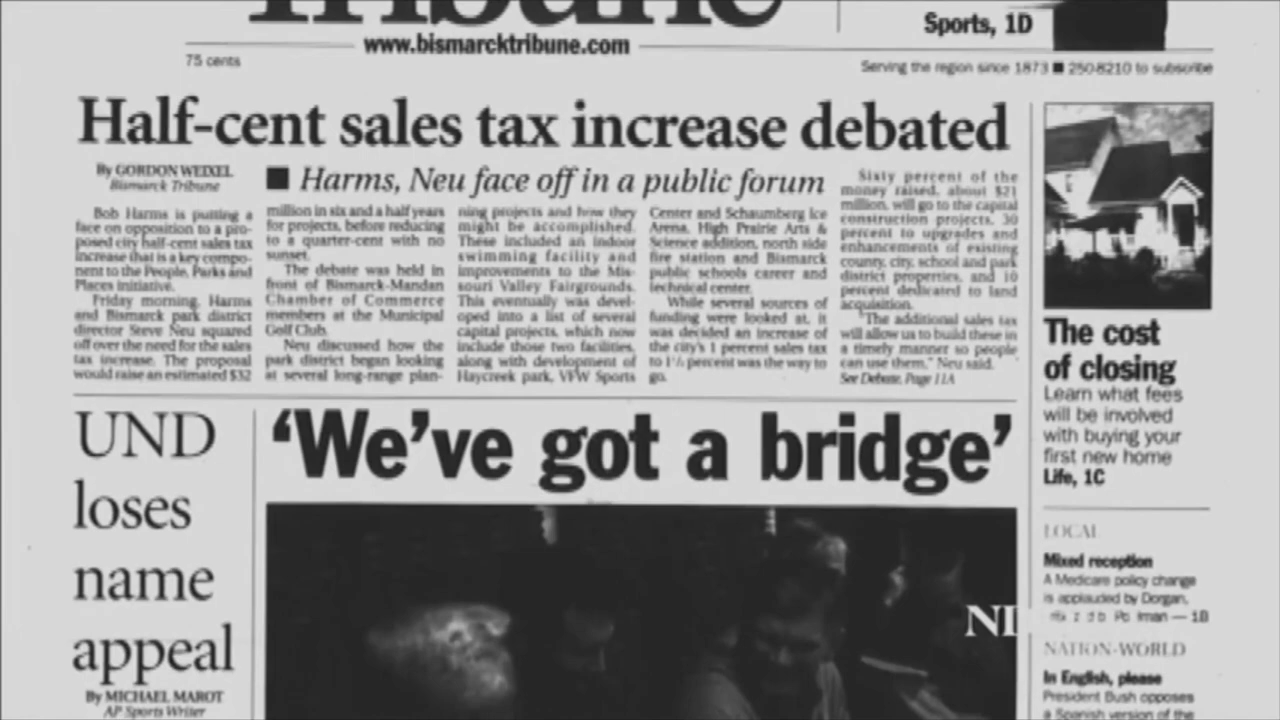 Tribune
www.bismarcktribune.com
Sports, 1D
75 cents
Serving the region since 1873 ■ 250-8210 to subscribe
Half-cent sales tax increase debated
By GORDON WEIXEL
Bismarck Tribune
■ Harms, Neu face off in a public forum
Bob Harms is putting a
face on opposition to a pro-
posed city half-cent sales tax
increase that is a key compo-
nent to the People, Parks and
Places initiative.
Friday morning, Harms
and Bismarck park district
director Steve Neu squared
off over the need for the sales
tax increase. The proposal
would raise an estimated $32
million in six and a half years
for projects, before reducing
to a quarter-cent with no
sunset.
The debate was held in
front of Bismarck-Mandan
Chamber of Commerce
members at the Municipal
Golf Club.
Neu discussed how the
park district began looking
at several long-range plan-
ning projects and how they
might be accomplished.
These included an indoor
swimming facility and
improvements to the Mis-
souri Valley Fairgrounds.
This eventually was devel-
oped into a list of several
capital projects, which now
include those two facilities,
along with development of
Haycreek park, VFW Sports
Center and Schaumberg Ice
Arena, High Prairie Arts &
Science addition, north side
fire station and Bismarck
public schools career and
technical center.
While several sources of
funding were looked at, it
was decided an increase of
the city's 1 percent sales tax
to 1½ percent was the way to
go.
Sixty percent of the
money raised, about $21
million, will go to the capital
construction projects, 30
percent to upgrades and
enhancements of existing
county, city, school and park
district properties, and 10
percent dedicated to land
acquisition.
"The additional sales tax
will allow us to build these in
a timely manner so people
can use them," Neu said.
See Debate, Page 11A
The cost
of closing
Learn what fees
will be involved
with buying your
first new home
Life, 1C
UND
loses
name
appeal
By MICHAEL MAROT
AP Sports Writer
'We've got a bridge'
NI
LOCAL
Mixed reception
A Medicare policy change
is applauded by Dorgan,
— 1B
NATION-WORLD
In English, please
President Bush opposes
a Spanish version of the